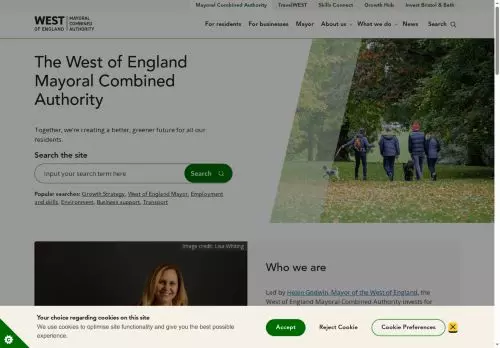 Mayoral Combined Authority TravelWEST Skills Connect Growth Hub Invest Bristol & Bath
WEST MAYORAL
COMBINED
OF ENGLAND AUTHORITY
For residents For businesses Mayor About us What we do News Search
The West of England
Mayoral Combined
Authority
Together, we're creating a better, greener future for all our
residents.
Search the site
Input your search term here Search
Popular searches: Growth Strategy, West of England Mayor, Employment
and skills, Environment, Business support, Transport
Image credit: Lisa Whiting
Who we are
Led by Helen Godwin, Mayor of the West of England, the
West of England Mayoral Combined Authority invests for
Your choice regarding cookies on this site
We use cookies to optimise site functionality and give you the best possible
experience.
Accept Reject Cookie Cookie Preferences